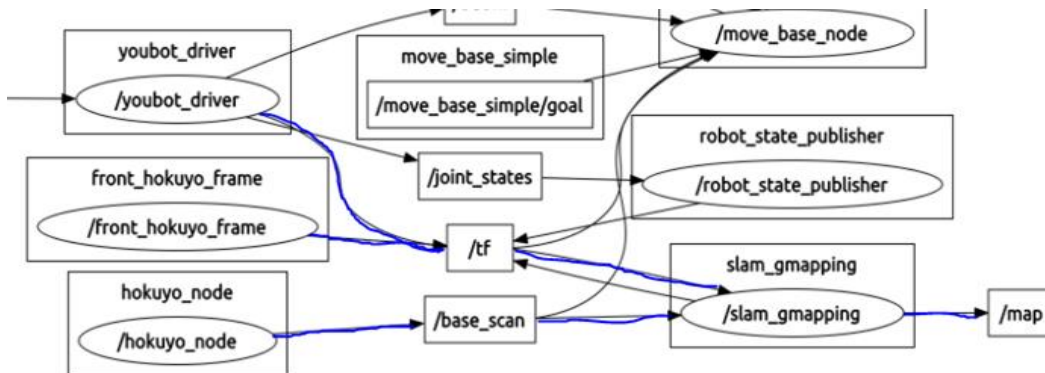 youbot_driver
/youbot_driver
move_base_simple
/move_base_simple/goal
/move_base_node
front_hokuyo_frame
/front_hokuyo_frame
/joint_states
robot_state_publisher
/robot_state_publisher
/tf
hokuyo_node
/hokuyo_node
/base_scan
slam_gmapping
/slam_gmapping
/map